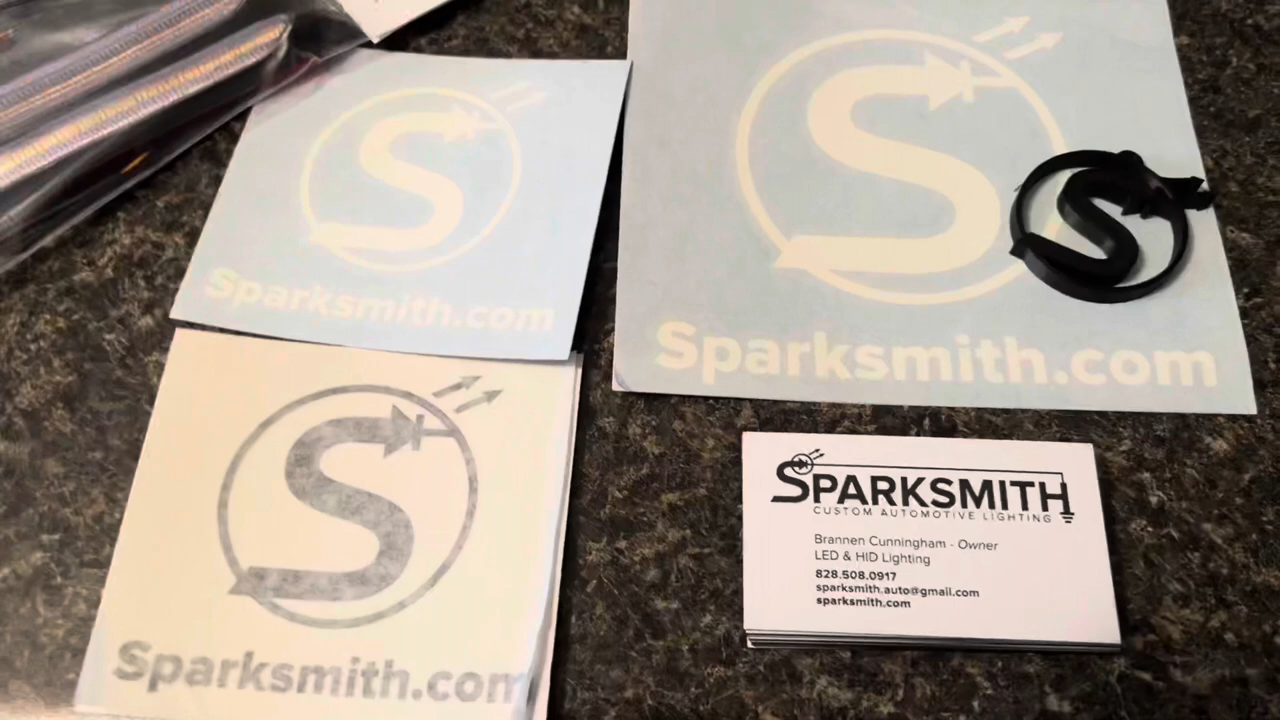 Sparksmith.com
Sparksmith.com
Sparksmith.com
SPARKSMITH
CUSTOM AUTOMOTIVE LIGHTING
Brannen Cunningham - Owner
LED & HID Lighting
828.508.0917
sparksmith.auto@gmail.com
sparksmith.com